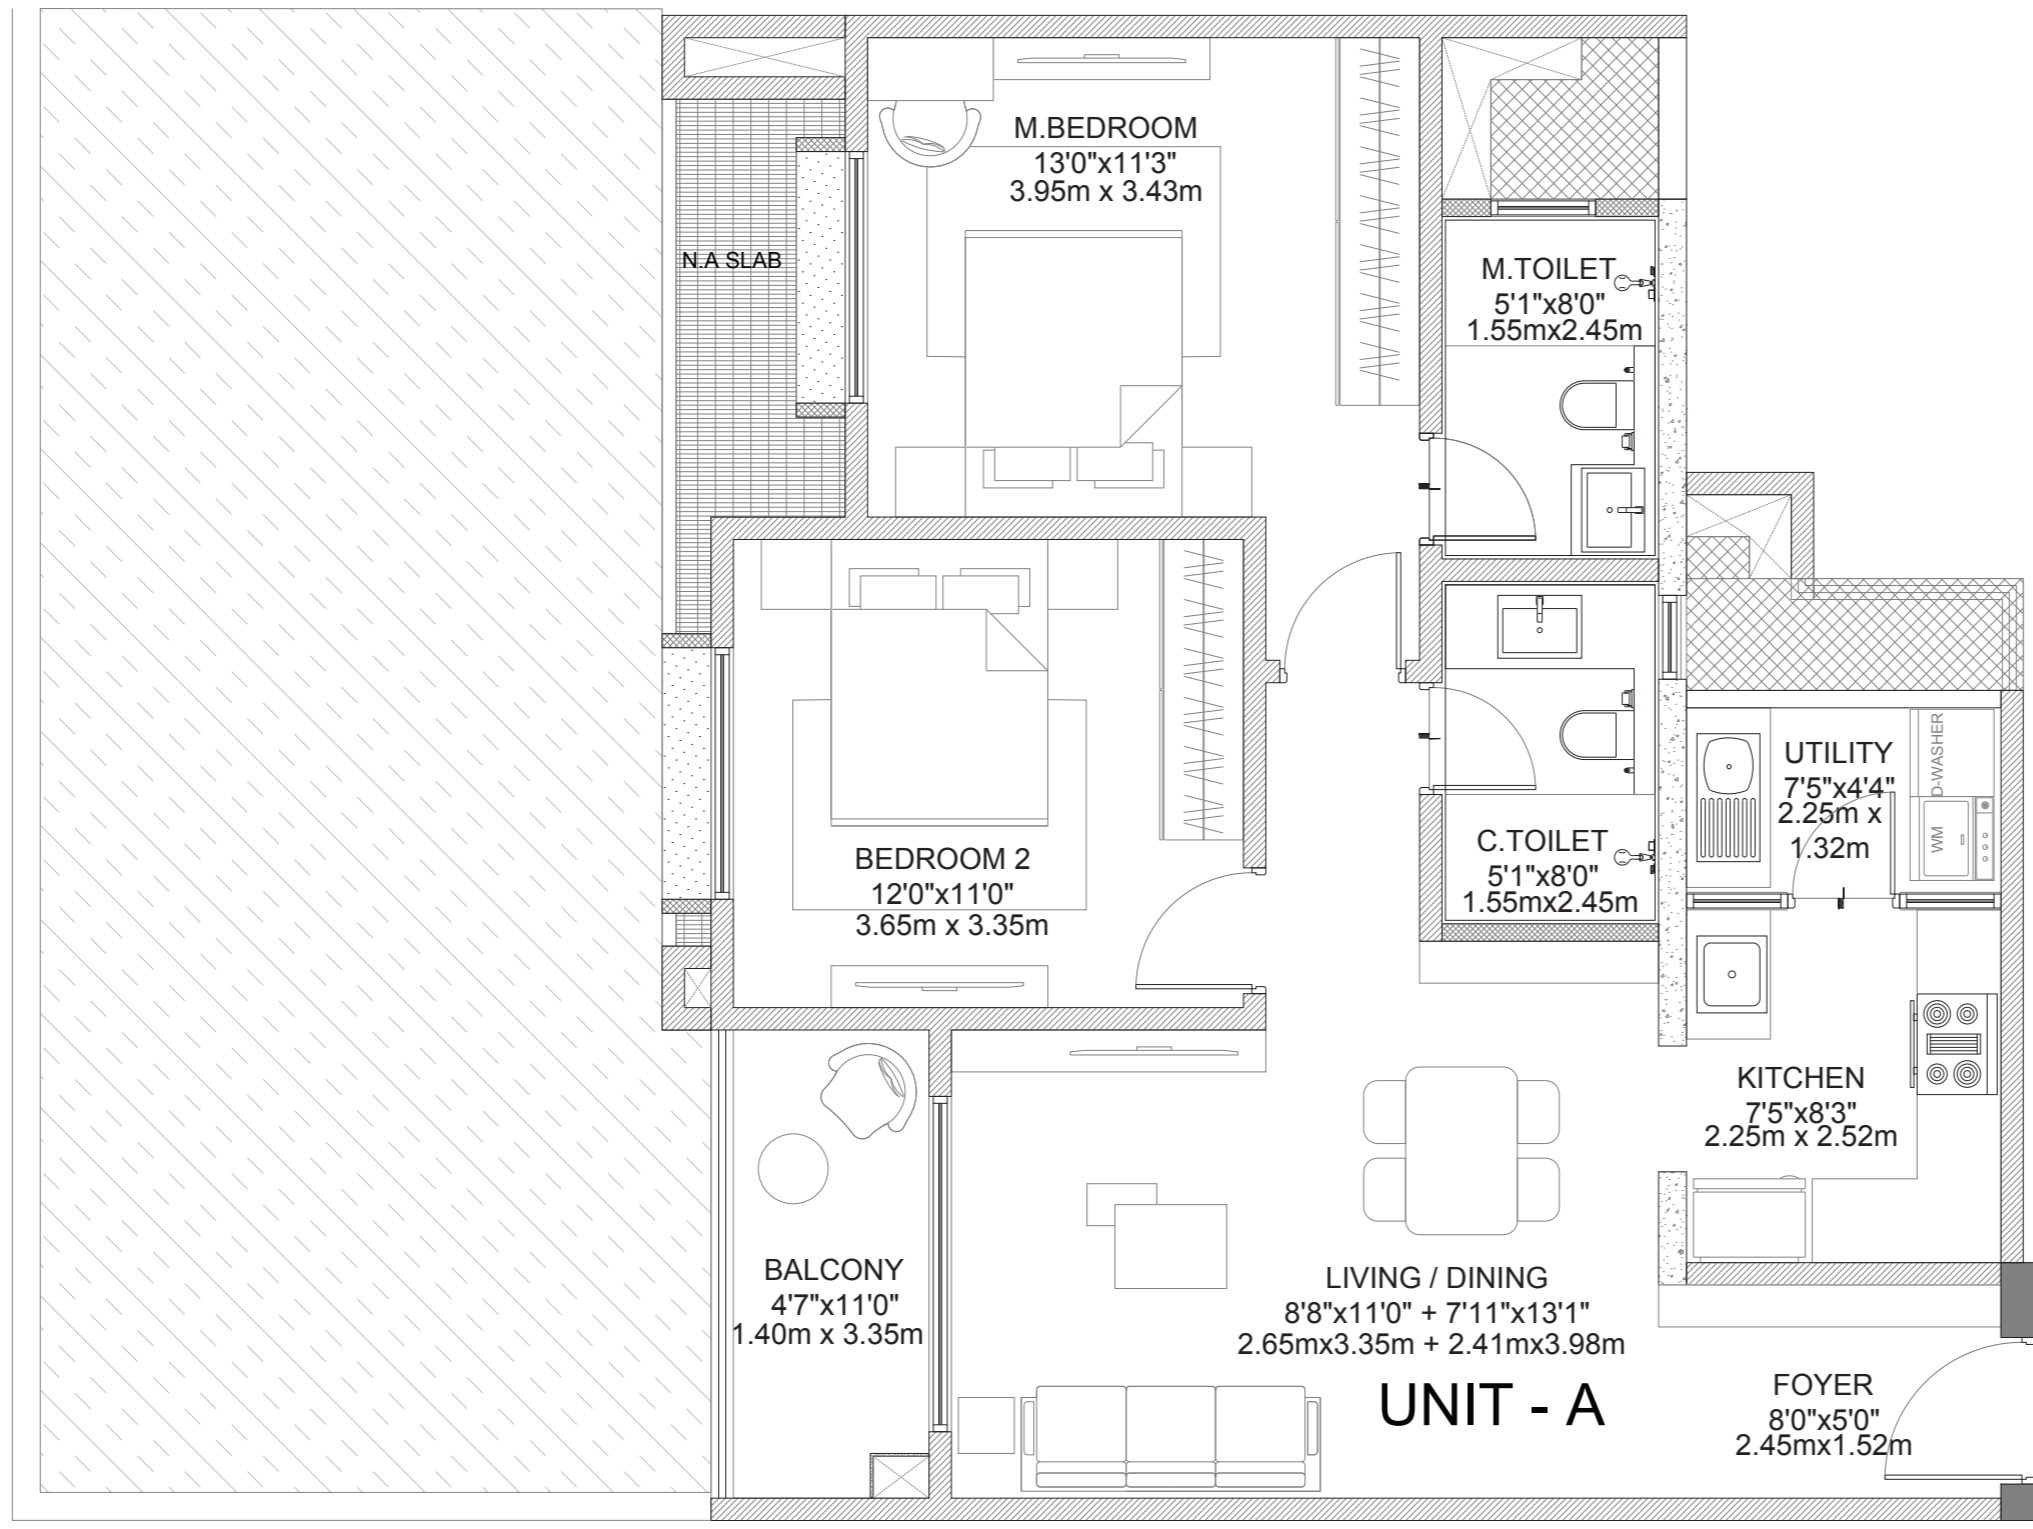 M.BEDROOM
13'0"x11'3"
3.95m x 3.43m
N.A SLAB
M.TOILET
5'1"x8'0"
1.55mx2.45m
UTILITY
7'5"x4'4"
2.25m x
1.32m
D-WASHER
WM
C.TOILET
5'1"x8'0"
1.55mx2.45m
BEDROOM 2
12'0"x11'0"
3.65m x 3.35m
KITCHEN
7'5"x8'3"
2.25m x 2.52m
BALCONY
4'7"x11'0"
1.40m x 3.35m
LIVING / DINING
8'8"x11'0" + 7'11"x13'1"
2.65mx3.35m + 2.41mx3.98m
UNIT - A
FOYER
8'0"x5'0"
2.45mx1.52m